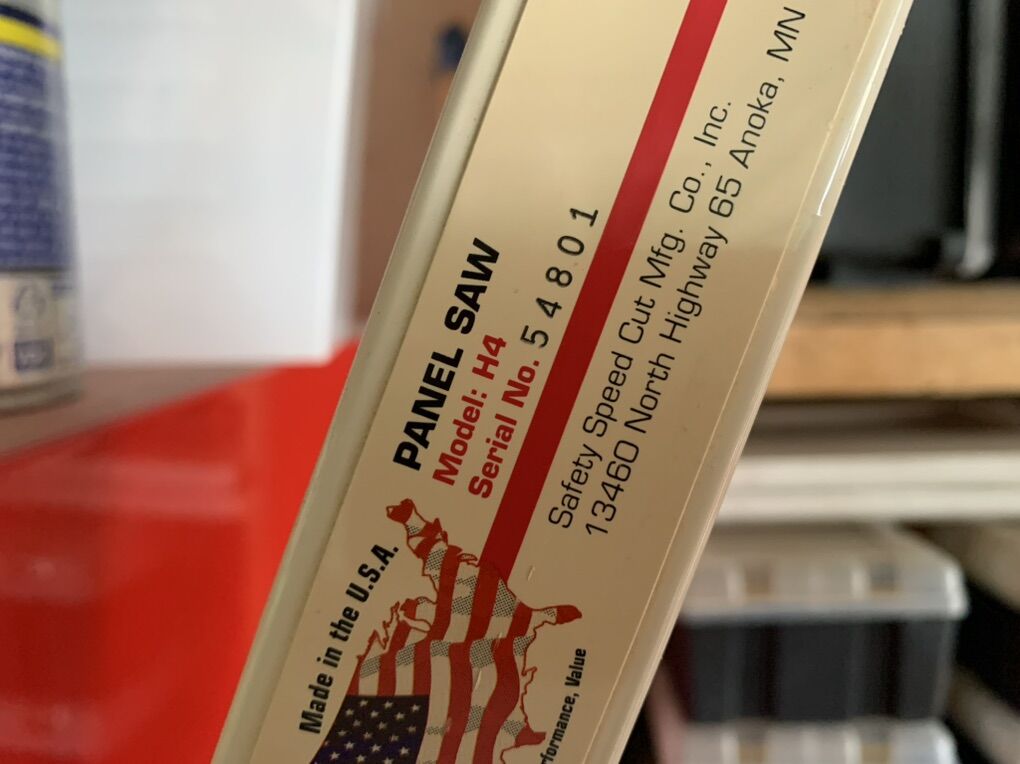 PANEL SAW
Model: H4
Serial No. 54801
Safety Speed Cut Mfg. Co., Inc.
13460 North Highway 65 Anoka, MN
Made in the U.S.A.
Value